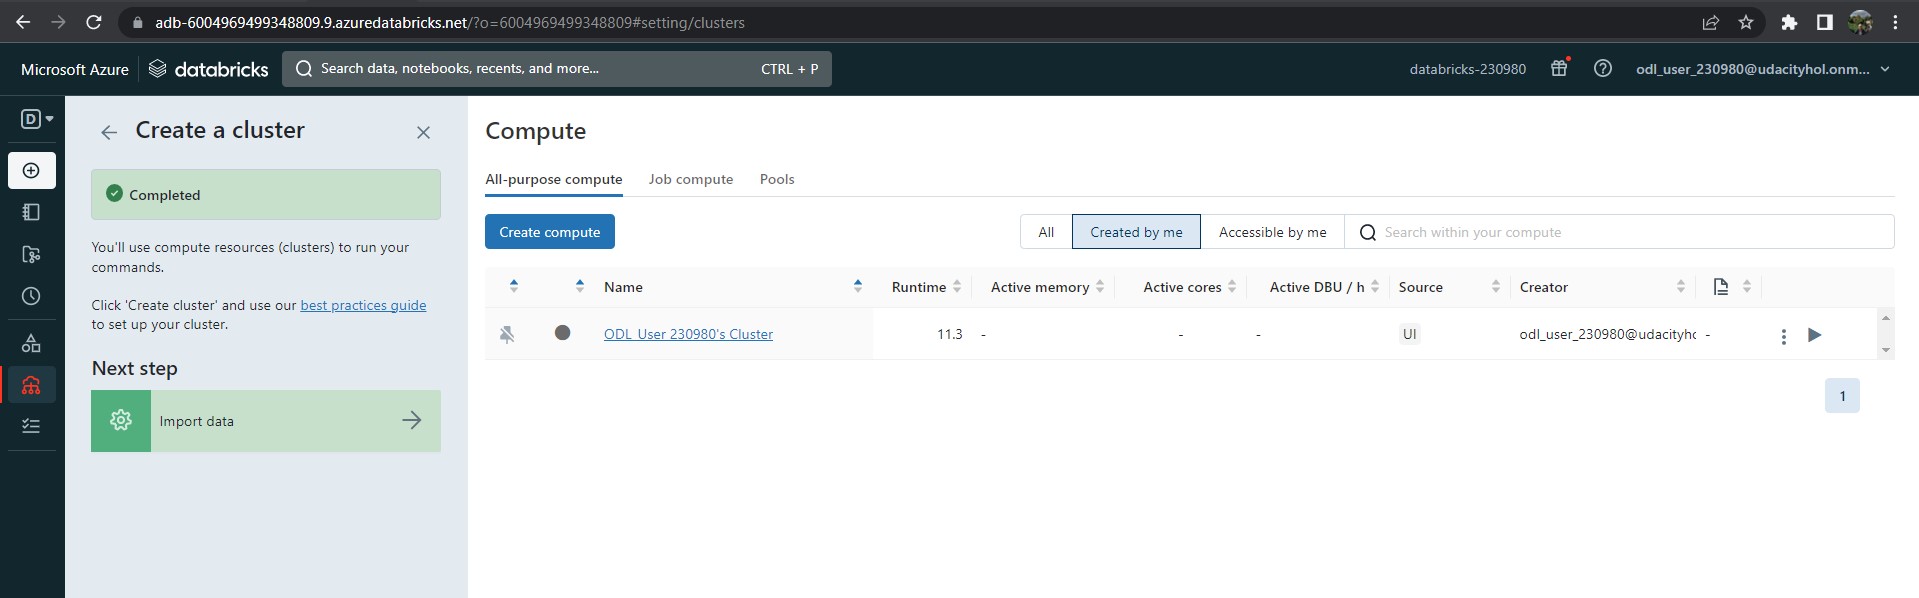 adb-6004969499348809.9.azuredatabricks.net/?o=6004969499348809#setting/clusters
Microsoft Azure databricks Search data, notebooks, recents, and more... CTRL + P databricks-230980 odl_user_230980@udacityhol.onm...
D
Create a cluster
Completed
You'll use compute resources (clusters) to run your
commands.
Click 'Create cluster' and use our best practices guide
to set up your cluster.
Next step
Import data
Compute
All-purpose compute Job compute Pools
Create compute All Created by me Accessible by me Search within your compute
Name Runtime Active memory Active cores Active DBU / h Source Creator
ODL_User 230980's Cluster 11.3 - - - UI odl_user_230980@udacityhc -
1